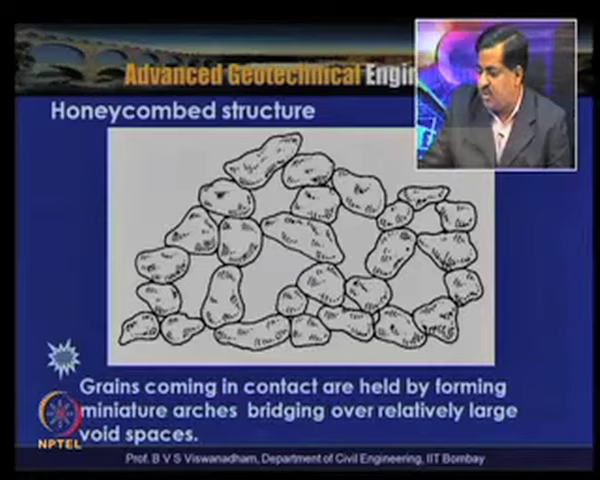 Advanced Geotechnical Engin
Honeycombed structure
Grains coming in contact are held by forming
miniature arches bridging over relatively large
void spaces.
NPTEL
Prof. B V S Viswanadham, Department of Civil Engineering, IIT Bombay